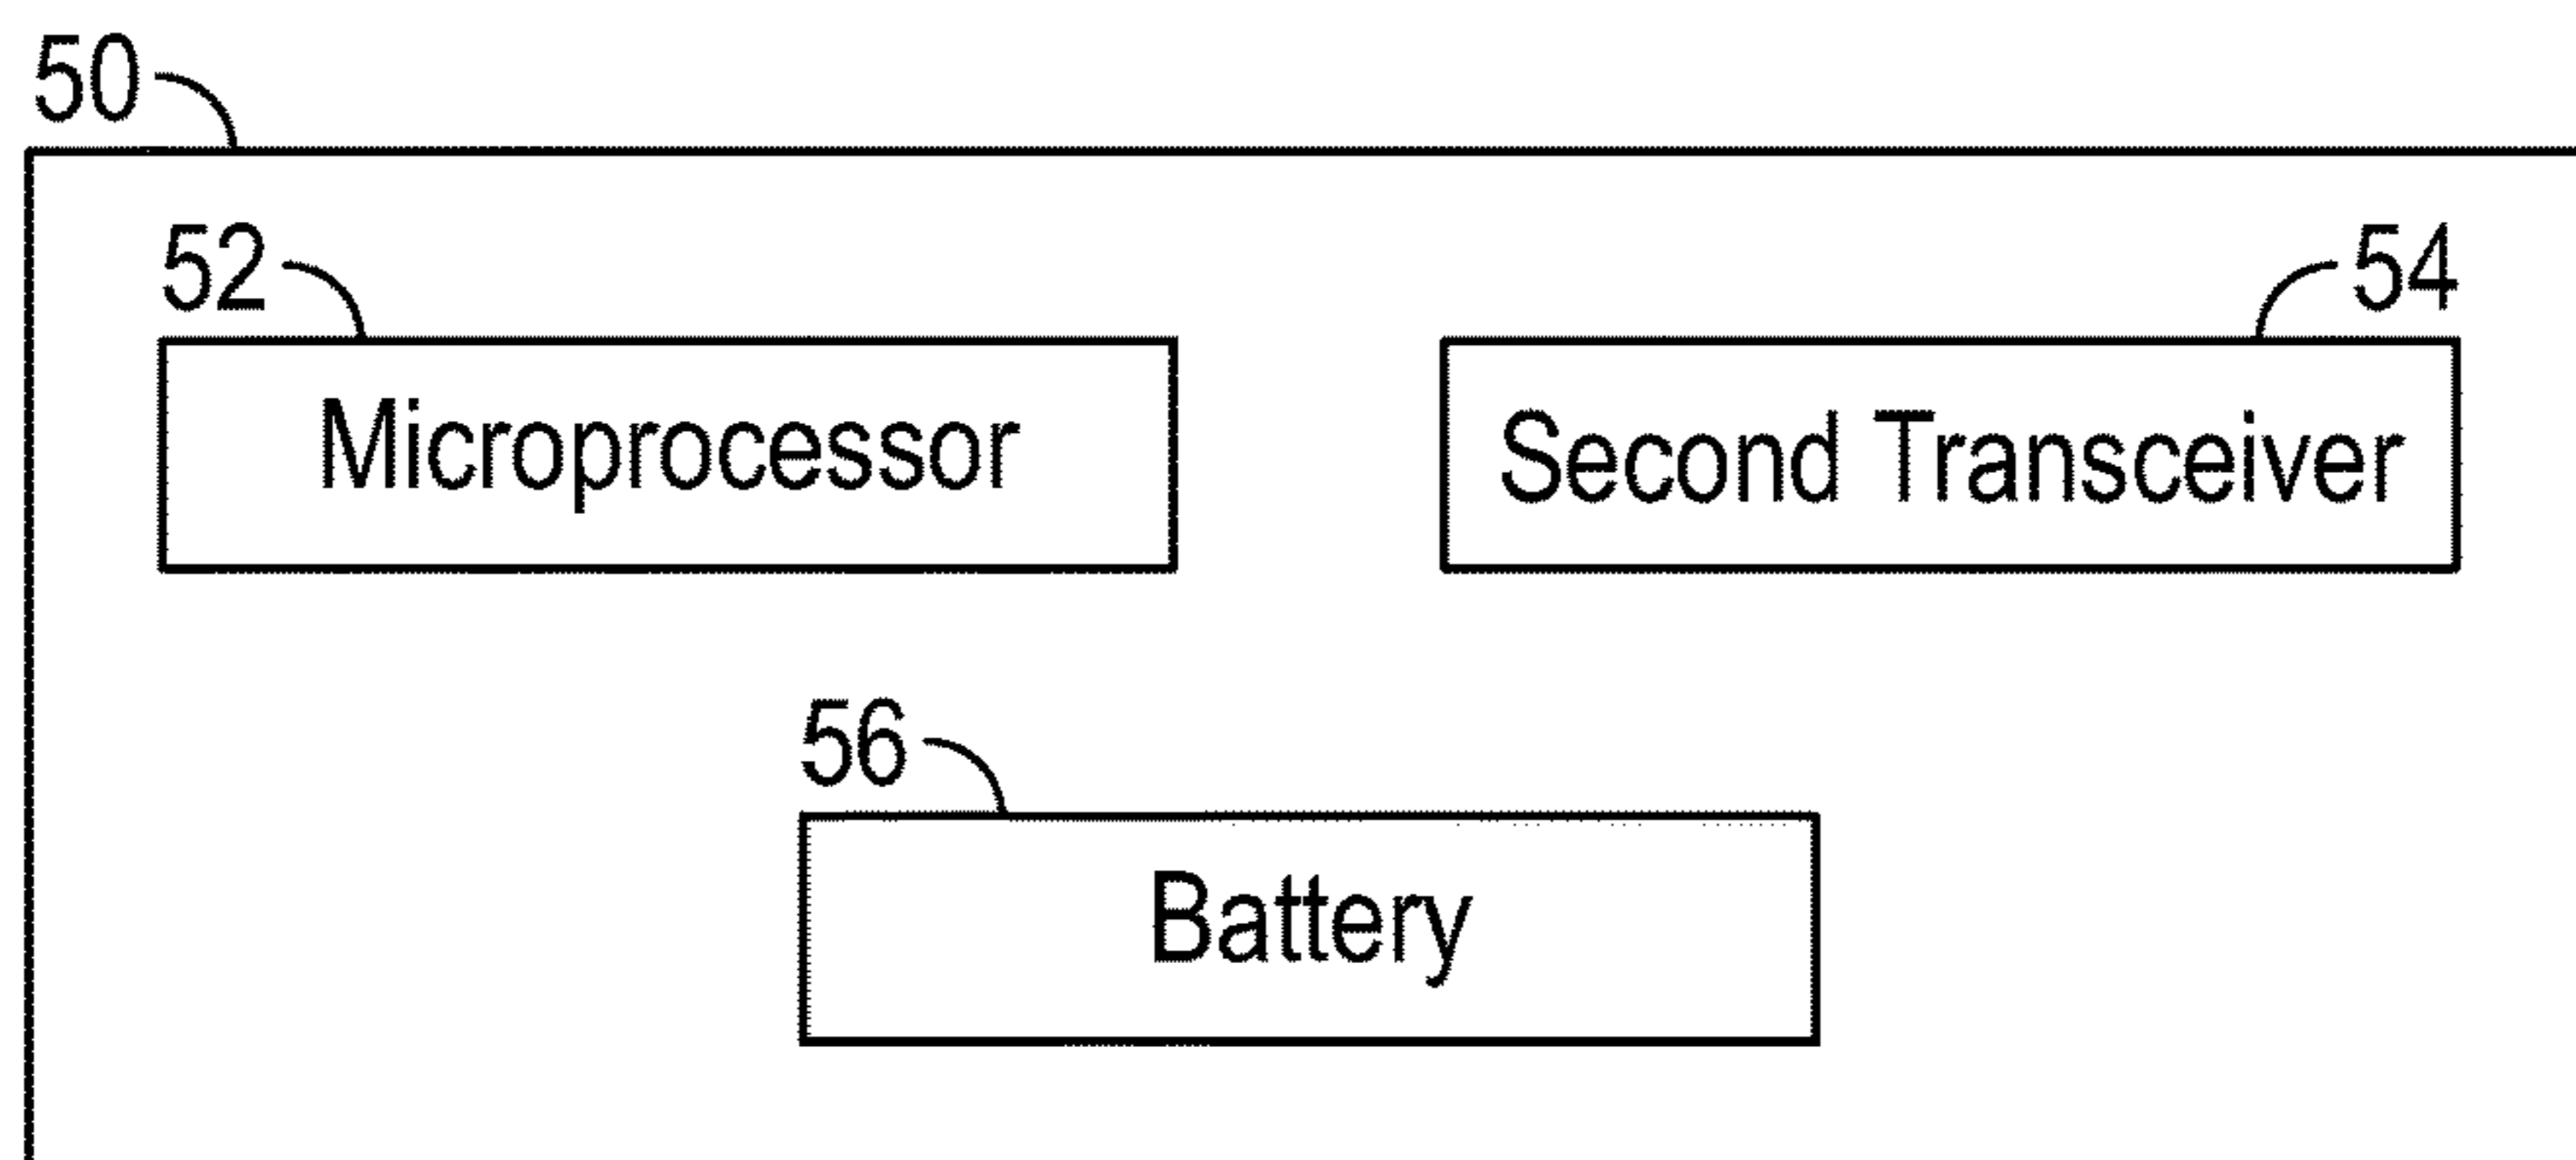 50
52
54
Microprocessor
Second Transceiver
56
Battery